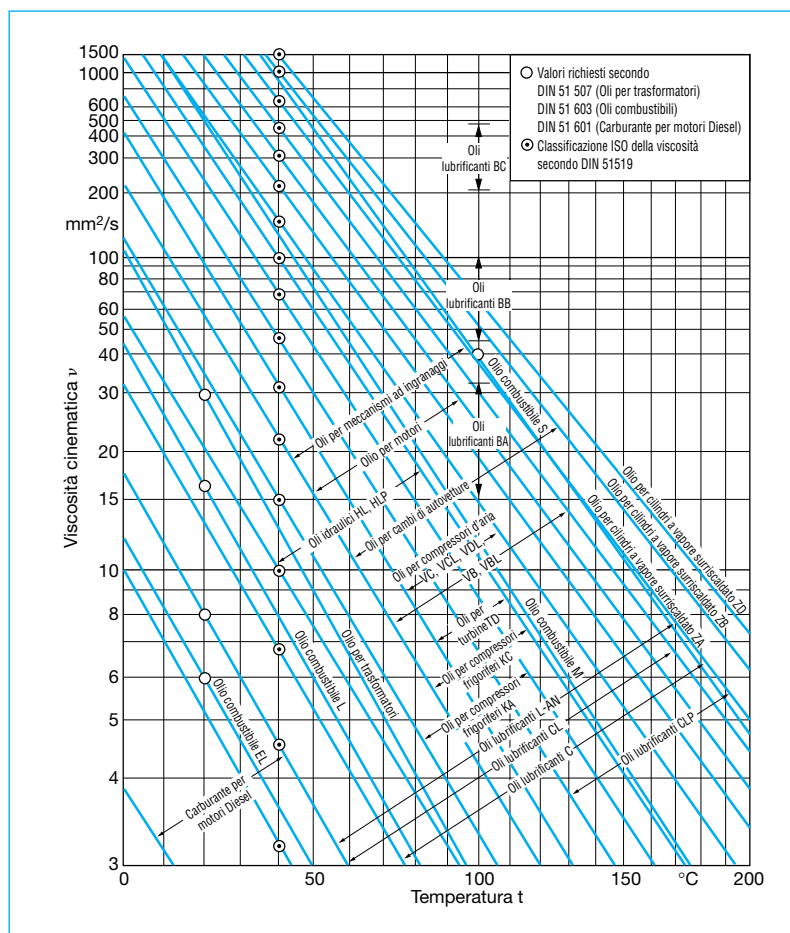 1500
1000
600
500
400
300
200
mm²/s
100
80
60
50
40
30
20
15
10
8
6
5
4
3
Viscosità cinematica ν
0
50
100
150
°C
200
Temperatura t
Valori richiesti secondo
DIN 51 507 (Oli per trasformatori)
DIN 51 603 (Oli combustibili)
DIN 51 601 (Carburante per motori Diesel)
Classificazione ISO della viscosità
secondo DIN 51519
Oli
lubrificanti BC
Oli
lubrificanti BB
Oli
lubrificanti BA
Oli per meccanismi ad ingranaggi
Olio per motori
Oli idraulici HL, HLP
Oli per cambi di autovetture
Oli per compressori d'aria
VC, VCL, VDL
VB, VBL
Oli per
turbine TD
Oli per compressori
frigoriferi KC
Oli per compressori
frigoriferi KA
Oli lubrificanti L-AN
Oli lubrificanti CL
Oli lubrificanti C
Oli lubrificanti CLP
Olio combustibile S
Olio per cilindri a vapore surriscaldato ZD
Olio per cilindri a vapore surriscaldato ZB
Olio per cilindri a vapore surriscaldato ZA
Olio combustibile M
Olio per trasformatori
Olio combustibile L
Olio combustibile EL
Carburante per
motori Diesel